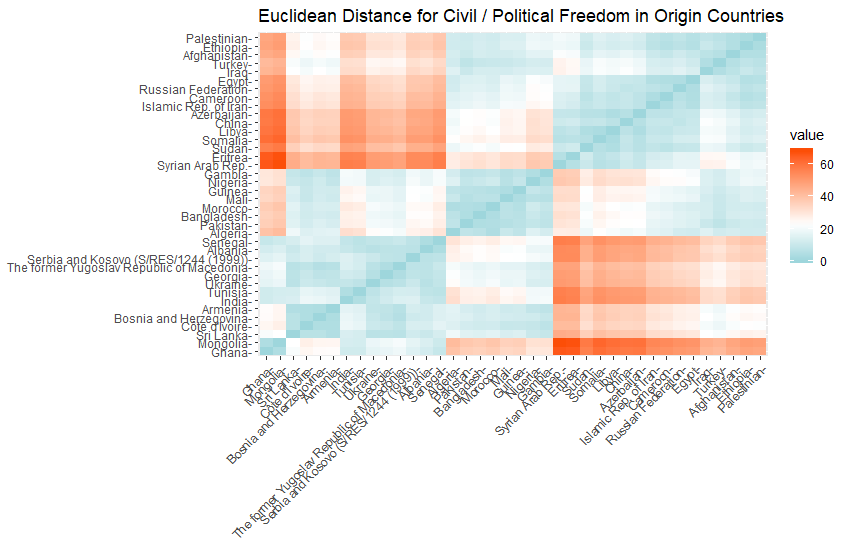 Euclidean Distance for Civil / Political Freedom in Origin Countries
Palestinian
Ethiopia
Afghanistan
Turkey
Iraq
Egypt
Russian Federation
Cameroon
Islamic Rep. of Iran
Azerbaijan
China
Libya
Somalia
Sudan
Eritrea
Syrian Arab Rep.
Gambia
Nigeria
Guinea
Mali
Morocco
Bangladesh
Pakistan
Algeria
Senegal
Albania
Serbia and Kosovo (S/RES/1244 (1999))
The former Yugoslav Republic of Macedonia
Georgia
Ukraine
Tunisia
India
Armenia
Bosnia and Herzegovina
Cote d'Ivoire
Sri Lanka
Mongolia
Ghana
value
60
40
20
0
Ghana
Mongolia
Sri Lanka
Cote d'Ivoire
Bosnia and Herzegovina
Armenia
India
Tunisia
Ukraine
Georgia
The former Yugoslav Republic of Macedonia
Serbia and Kosovo (S/RES/1244 (1999))
Albania
Senegal
Algeria
Pakistan
Bangladesh
Morocco
Mali
Guinea
Nigeria
Gambia
Syrian Arab Rep.
Eritrea
Sudan
Somalia
Libya
China
Azerbaijan
Islamic Rep. of Iran
Cameroon
Russian Federation
Egypt
Iraq
Turkey
Afghanistan
Ethiopia
Palestinian